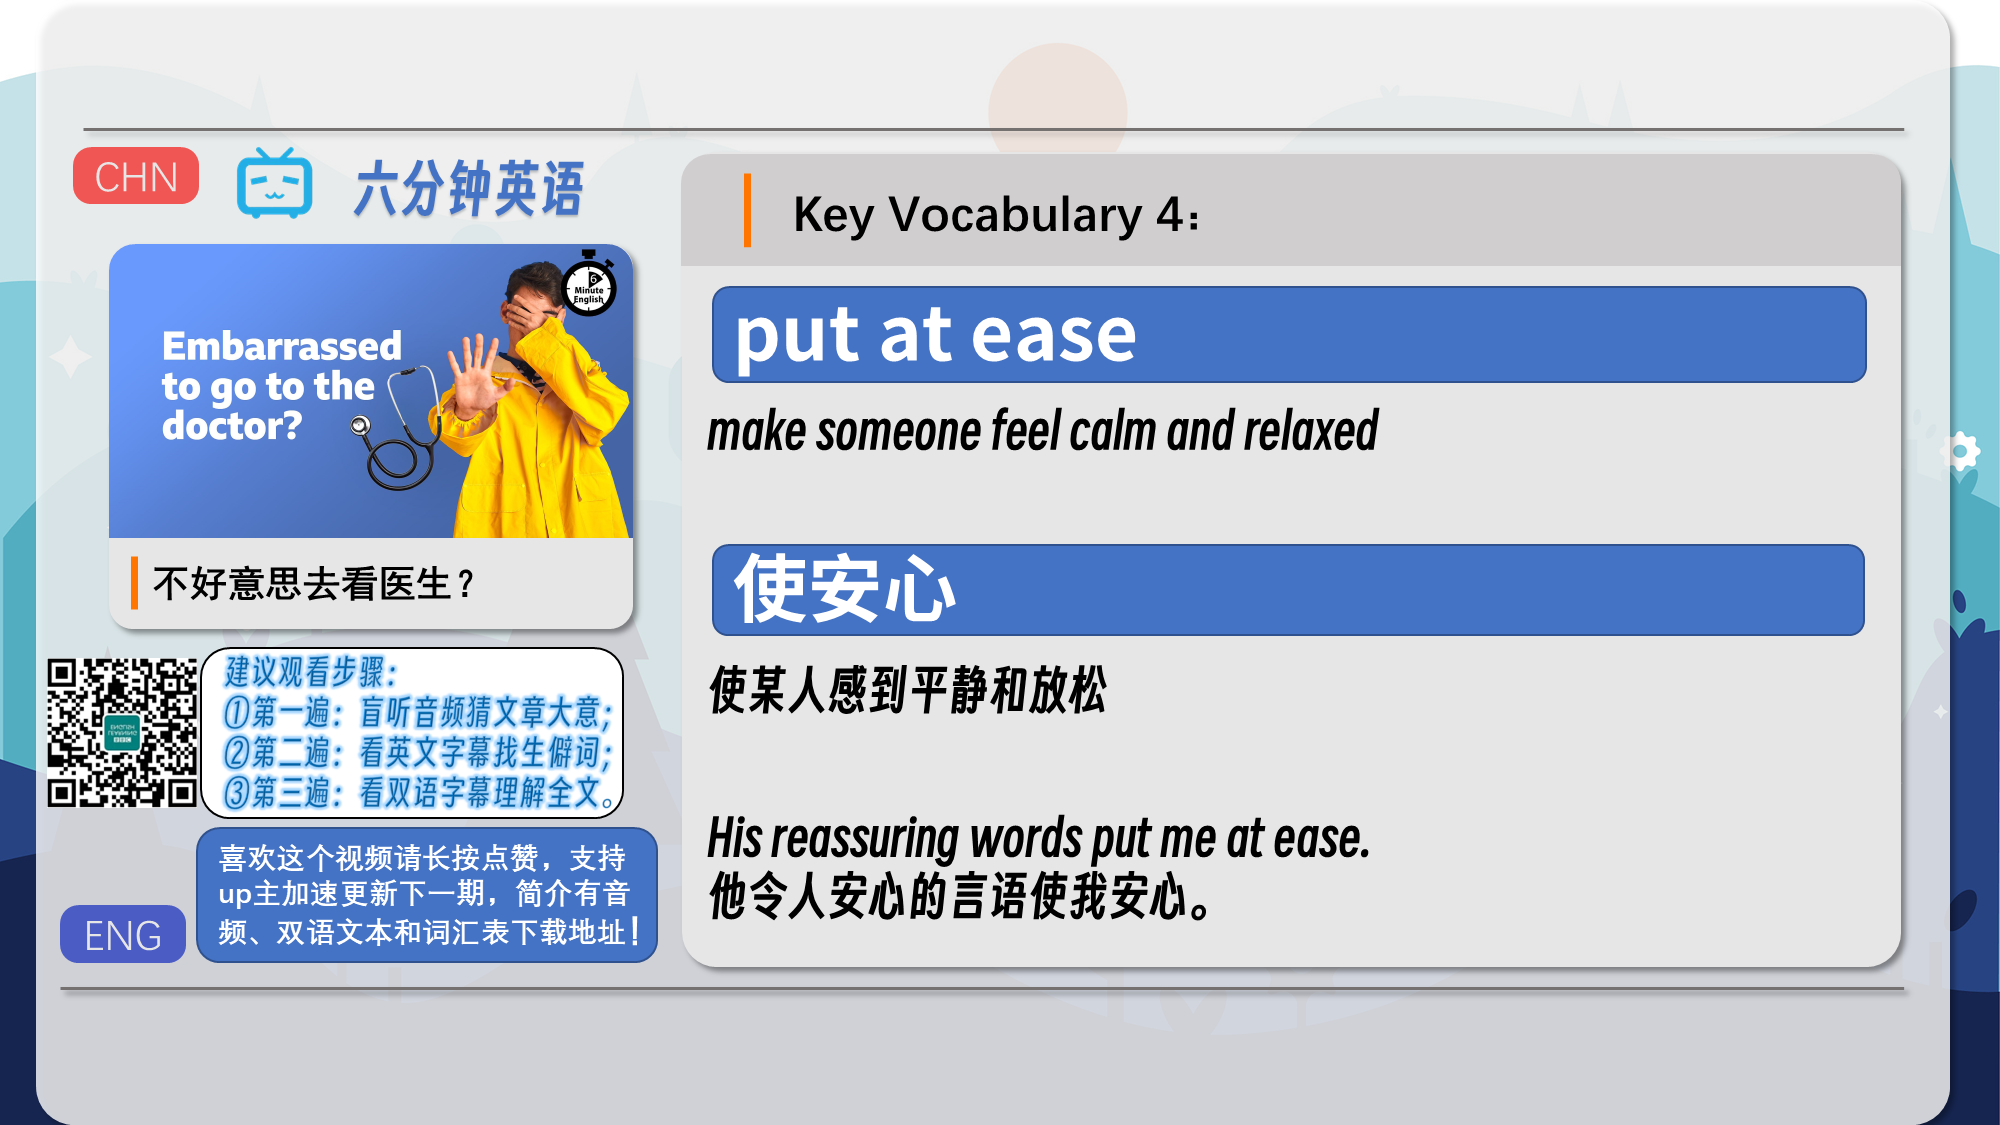 CHN
六分钟英语
6
Minute
English
Embarrassed
to go to the
doctor?
不好意思去看医生？
建议观看步骤：
①第一遍：盲听音频猜文章大意；
②第二遍：看英文字幕找生僻词；
③第三遍：看双语字幕理解全文。
喜欢这个视频请长按点赞，支持
up主加速更新下一期，简介有音
频、双语文本和词汇表下载地址！
ENG
Key Vocabulary 4：
put at ease
make someone feel calm and relaxed
使安心
使某人感到平静和放松
His reassuring words put me at ease.
他令人安心的言语使我安心。